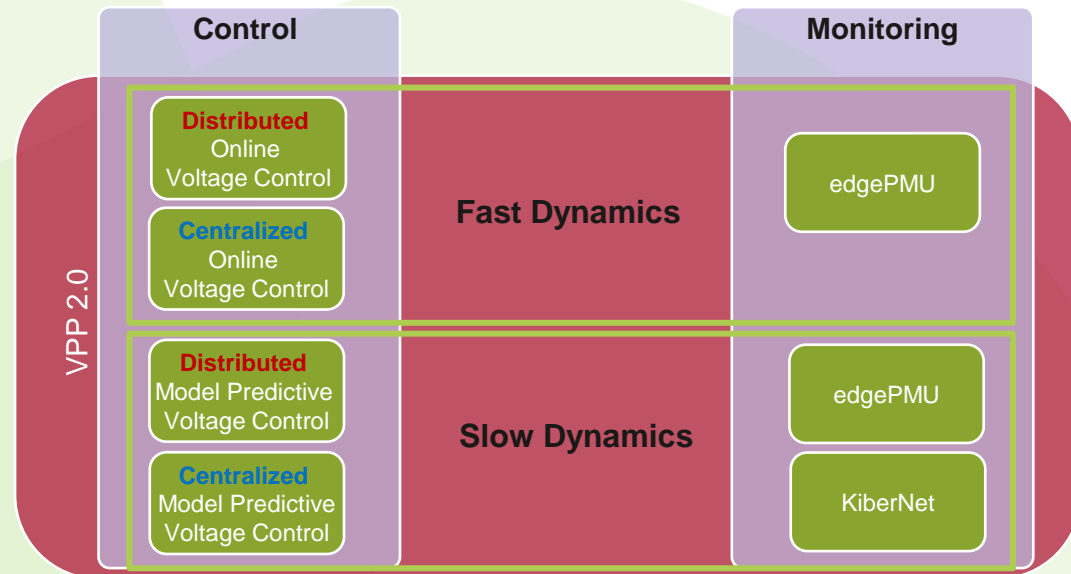 Control
Monitoring
VPP 2.0
Fast Dynamics
Distributed
Online
Voltage Control
Centralized
Online
Voltage Control
edgePMU
Slow Dynamics
Distributed
Model Predictive
Voltage Control
Centralized
Model Predictive
Voltage Control
edgePMU
KiberNet